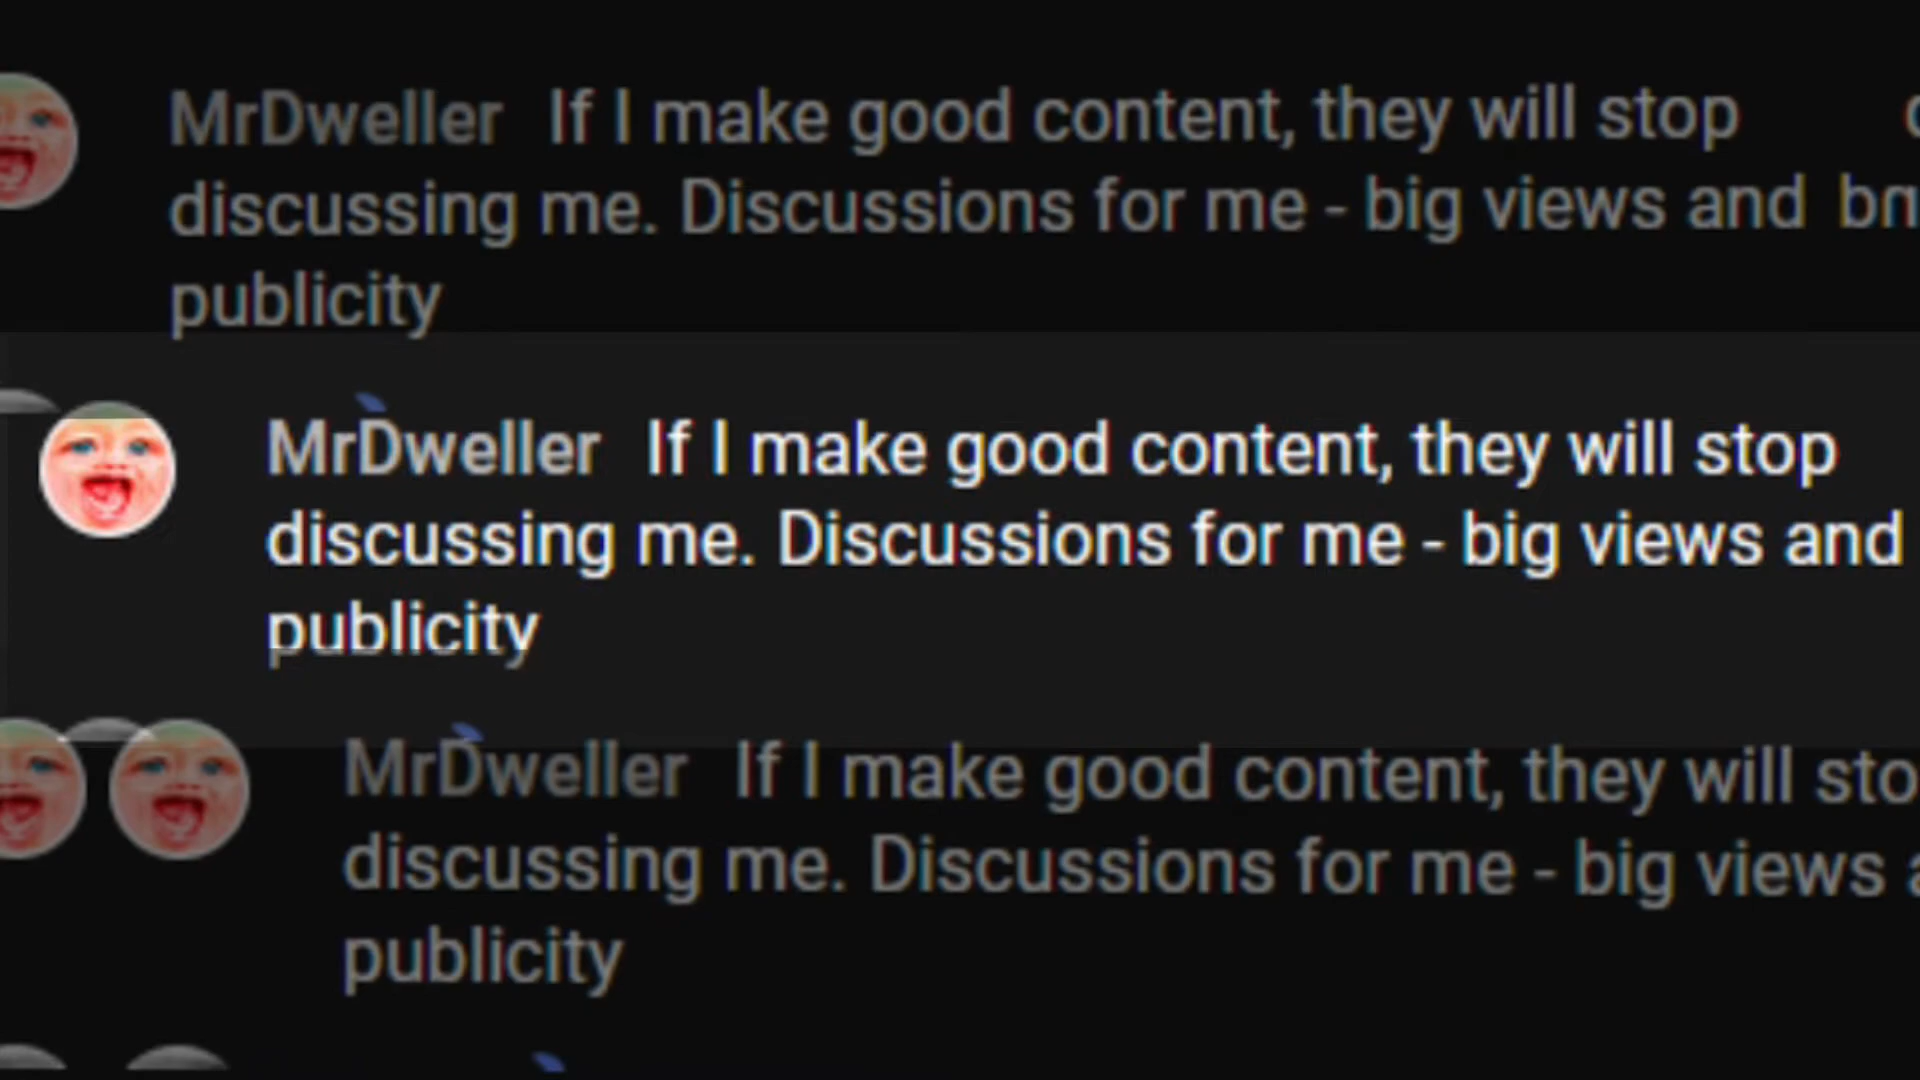 MrDweller If I make good content, they will stop
discussing me. Discussions for me - big views and
publicity
MrDweller If I make good content, they will stop
discussing me. Discussions for me - big views and
publicity
MrDweller If I make good content, they will
discussing me. Discussions for me - big views
publicity